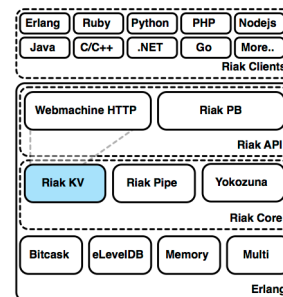 Erlang Ruby Python PHP Nodejs
Java C/C++ .NET Go More..
Riak Clients
Webmachine HTTP Riak PB
Riak API
Riak KV Riak Pipe Yokozuna
Riak Core
Bitcask eLevelDB Memory Multi
Erlang